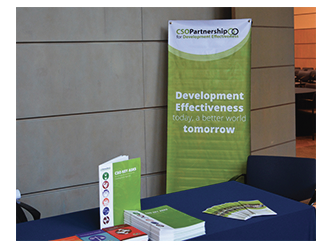 CSOPartnership
for Development Effectiveness
Development
Effectiveness
today, a better world
tomorrow